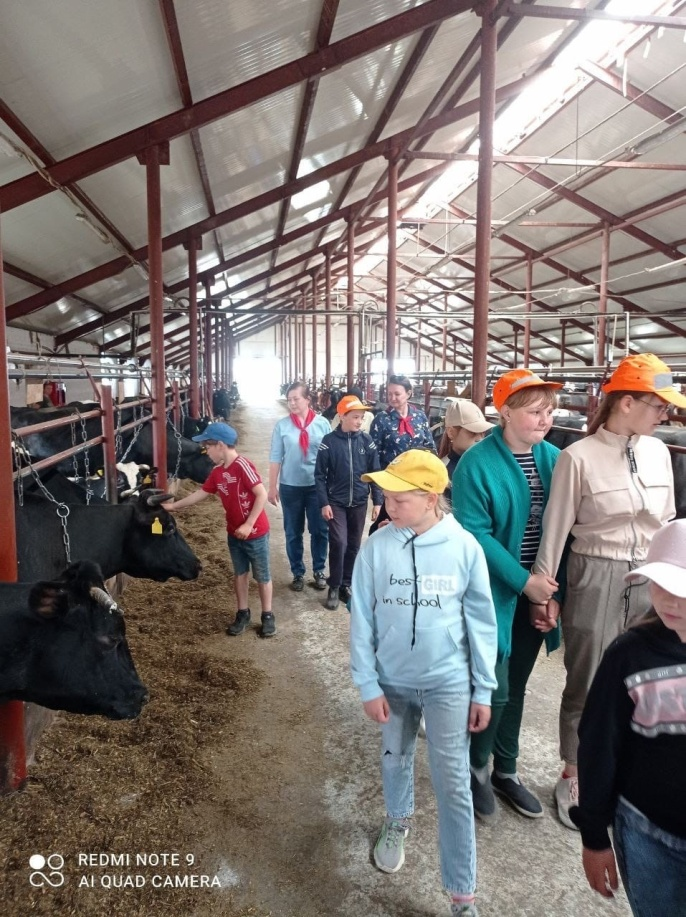 best GIRL
in school
REDMI NOTE 9
AI QUAD CAMERA